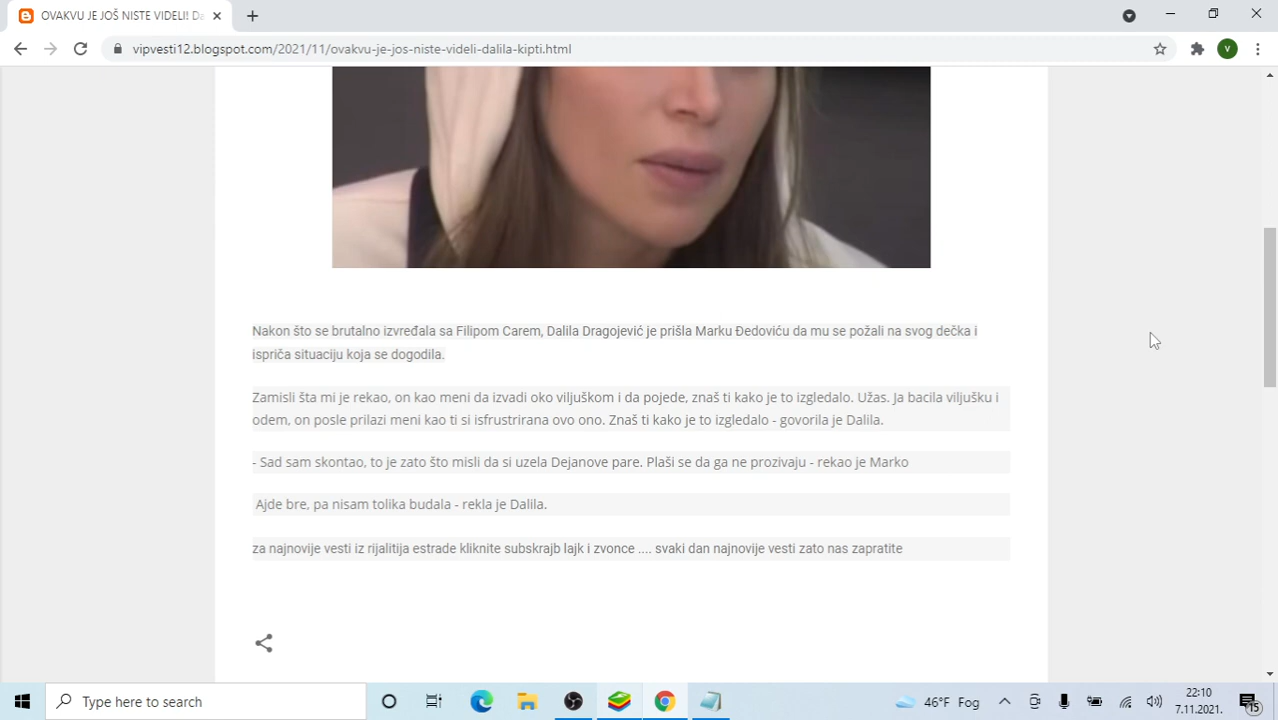 OVAKVU JE JOŠ NISTE VIDELI! Da
vipvesti12.blogspot.com/2021/11/ovakvu-je-jos-niste-videli-dalila-kipti.html
V
Nakon što se brutalno izvređala sa Filipom Carem, Dalila Dragojević je prišla Marku Đedoviću da mu se požali na svog dečka i
ispriča situaciju koja se dogodila.
Zamisli šta mi je rekao, on kao meni da izvadi oko viljuškom i da pojede, znaš ti kako je to izgledalo. Užas. Ja bacila viljušku i
odem, on posle prilazi meni kao ti si isfrustrirana ovo ono. Znaš ti kako je to izgledalo - govorila je Dalila.
- Sad sam skontao, to je zato što misli da si uzela Dejanove pare. Plaši se da ga ne prozivaju - rekao je Marko
Ajde bre, pa nisam tolika budala - rekla je Dalila.
za najnovije vesti iz rijalitija estrade kliknite subskrajb lajk i zvonce .... svaki dan najnovije vesti zato nas zapratite
Type here to search
46°F Fog
22:10
7.11.2021.
15